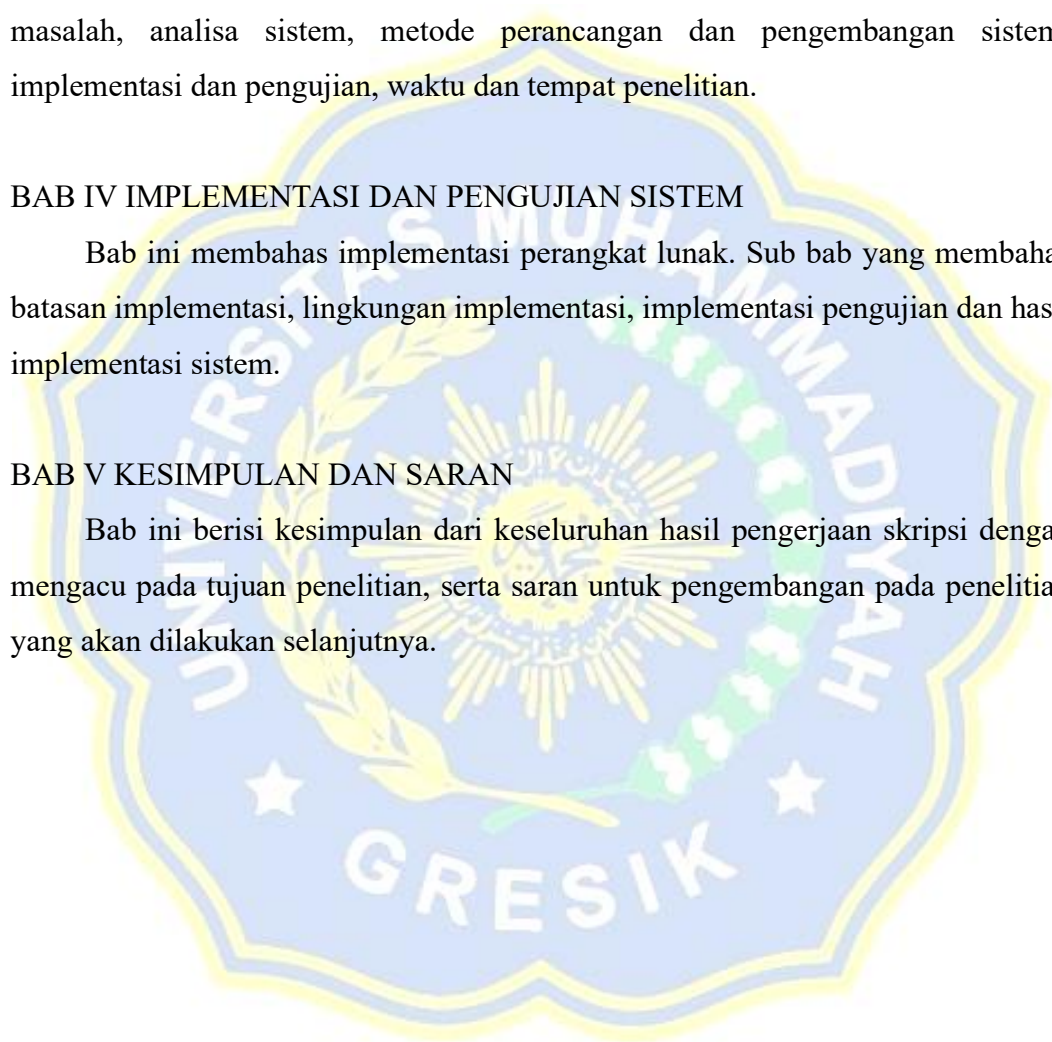 masalah, analisa sistem, metode perancangan dan pengembangan sistem
implementasi dan pengujian, waktu dan tempat penelitian.
BAB IV IMPLEMENTASI DAN PENGUJIAN SISTEM
Bab ini membahas implementasi perangkat lunak. Sub bab yang membaha
batasan implementasi, lingkungan implementasi, implementasi pengujian dan has
implementasi sistem.
BAB V KESIMPULAN DAN SARAN
Bab ini berisi kesimpulan dari keseluruhan hasil pengerjaan skripsi denga
mengacu pada tujuan penelitian, serta saran untuk pengembangan pada penelitia
yang akan dilakukan selanjutnya.
UNIVERSITAS MUHAMMADIYAH
GRESIK